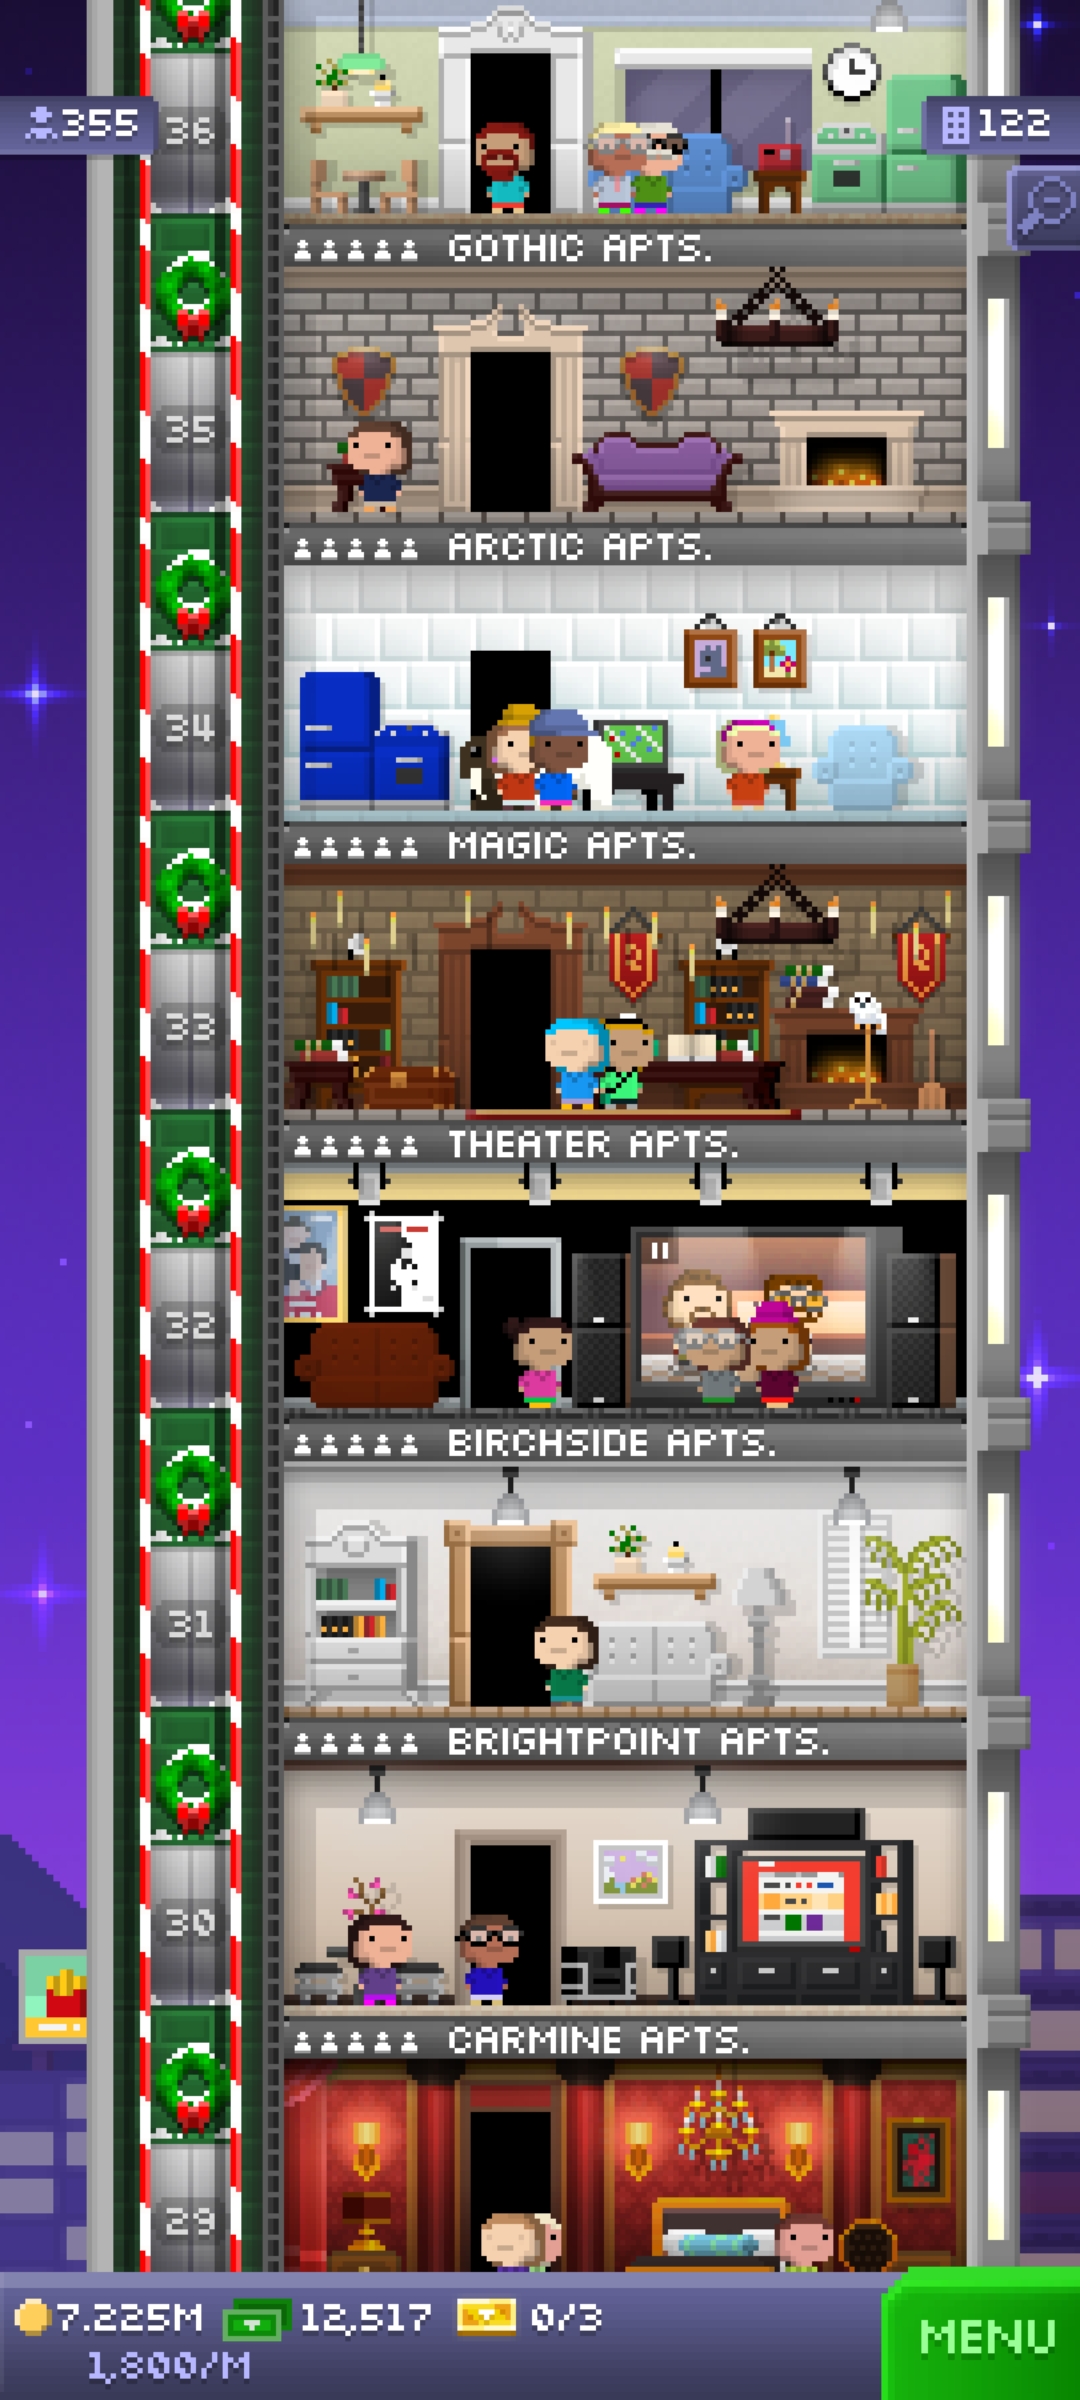 355
36
122
GOTHIC APTS.
35
ARCTIC APTS.
34
MAGIC APTS.
33
THEATER APTS.
32
BIRCHSIDE APTS.
31
BRIGHTPOINT APTS.
30
CARMINE APTS.
29
7.225M 12,517 0/3
1,800/M
MENU